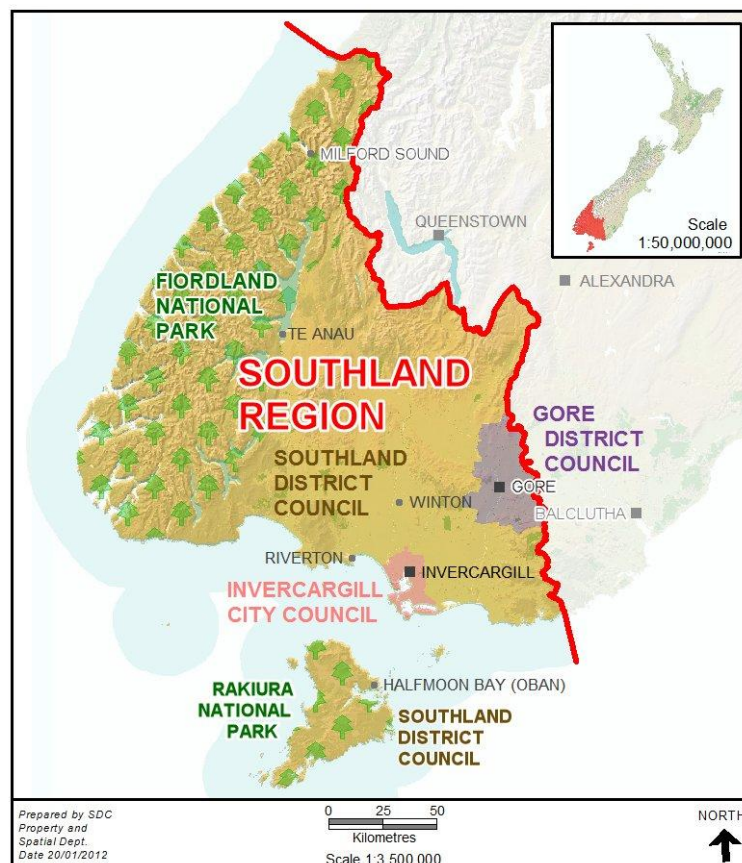 Scale
1:50,000,000
MILFORD SOUND
QUEENSTOWN
ALEXANDRA
FIORDLAND
NATIONAL
PARK
TE ANAU
SOUTHLAND
REGION
GORE
DISTRICT
COUNCIL
SOUTHLAND
DISTRICT
COUNCIL
GORE
WINTON
BALCLUTHA
RIVERTON
INVERCARGILL
INVERCARGILL
CITY COUNCIL
HALFMOON BAY (OBAN)
RAKIURA
NATIONAL
PARK
SOUTHLAND
DISTRICT
COUNCIL
Prepared by SDC
Property and
Spatial Dept.
Date 20/01/2012
0 25 50
Kilometres
Scale 1:3,500,000
NORTH